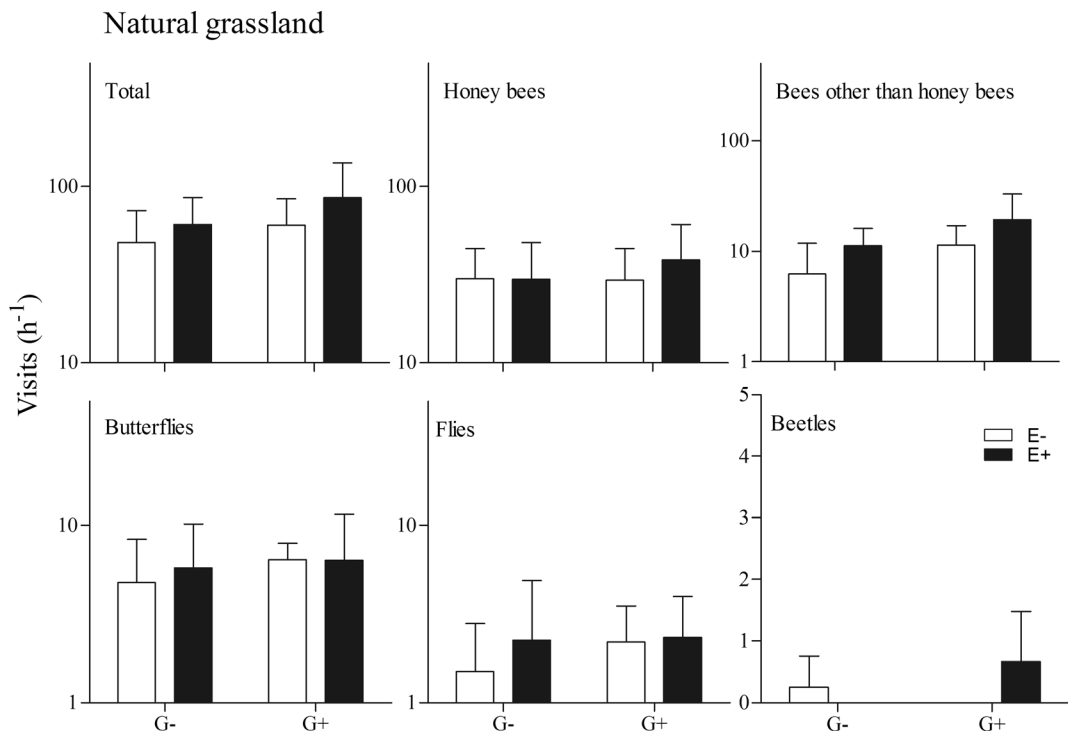 Natural grassland
Visits (h-1)
Total
100
10
Honey bees
100
10
Bees other than honey bees
100
10
1
Butterflies
10
1
G-
G+
Flies
10
1
G-
G+
Beetles
E-
E+
5
4
3
2
1
0
G-
G+